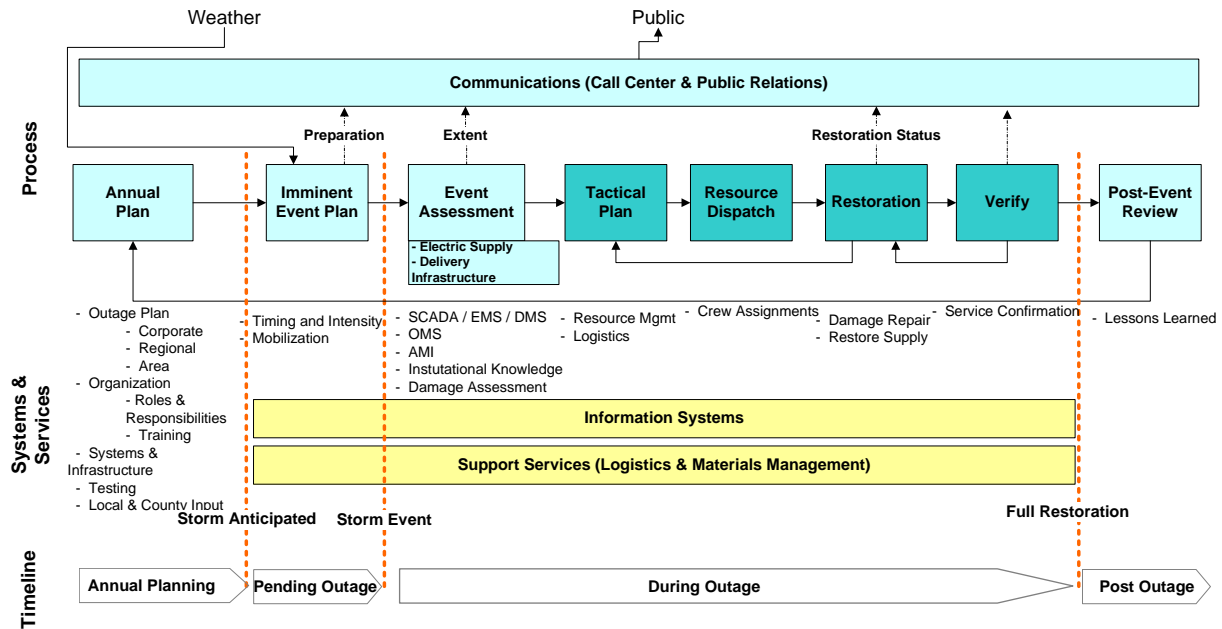 Weather
Public
Communications (Call Center & Public Relations)
Process
Preparation
Extent
Restoration Status
Annual
Plan
Imminent
Event Plan
Event
Assessment
Tactical
Plan
Resource
Dispatch
Restoration
Verify
Post-Event
Review
- Electric Supply
- Delivery
Infrastructure
Systems &
Services
- Outage Plan
- Corporate
- Regional
- Area
- Organization
- Roles &
Responsibilities
- Training
- Systems &
Infrastructure
- Testing
- Local & County Input
- Timing and Intensity
- Mobilization
- SCADA / EMS / DMS
- OMS
- AMI
- Instutational Knowledge
- Damage Assessment
- Resource Mgmt
- Logistics
- Crew Assignments
- Damage Repair
- Restore Supply
- Service Confirmation
- Lessons Learned
Information Systems
Support Services (Logistics & Materials Management)
Storm Anticipated
Storm Event
Full Restoration
Timeline
Annual Planning
Pending Outage
During Outage
Post Outage